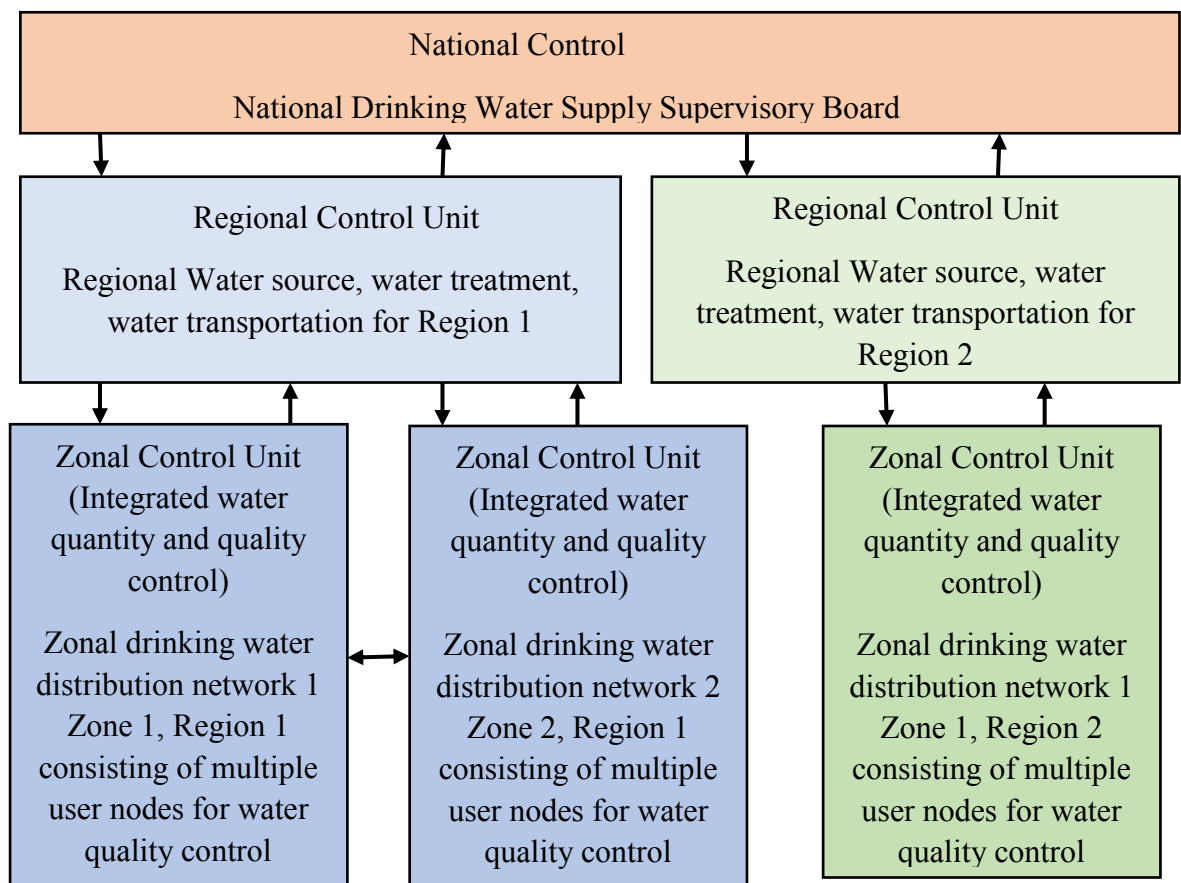 National Control
National Drinking Water Supply Supervisory Board
Regional Control Unit
Regional Water source, water treatment,
water transportation for Region 1
Regional Control Unit
Regional Water source, water
treatment, water transportation for
Region 2
Zonal Control Unit
(Integrated water
quantity and quality
control)
Zonal drinking water
distribution network 1
Zone 1, Region 1
consisting of multiple
user nodes for water
quality control
Zonal Control Unit
(Integrated water
quantity and quality
control)
Zonal drinking water
distribution network 2
Zone 2, Region 1
consisting of multiple
user nodes for water
quality control
Zonal Control Unit
(Integrated water
quantity and quality
control)
Zonal drinking water
distribution network 1
Zone 1, Region 2
consisting of multiple
user nodes for water
quality control